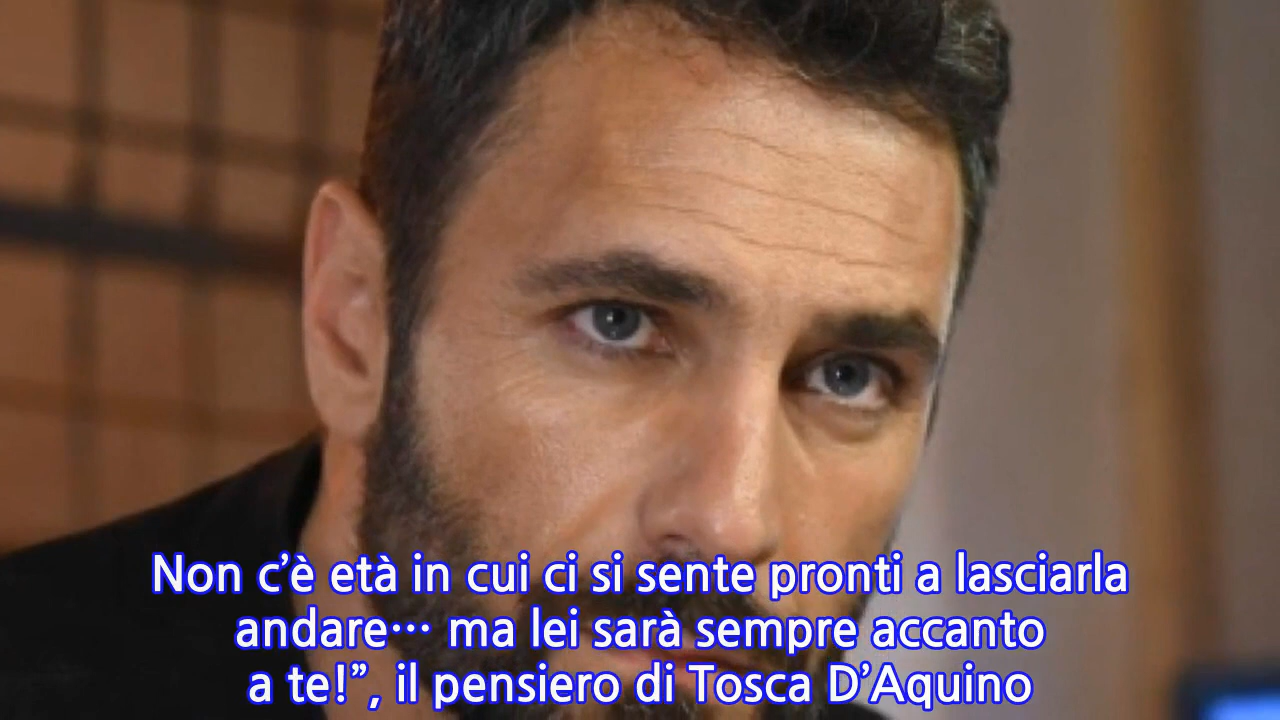 Non c’è età in cui ci si sente pronti a lasciarla
andare… ma lei sarà sempre accanto
a te!”, il pensiero di Tosca D’Aquino